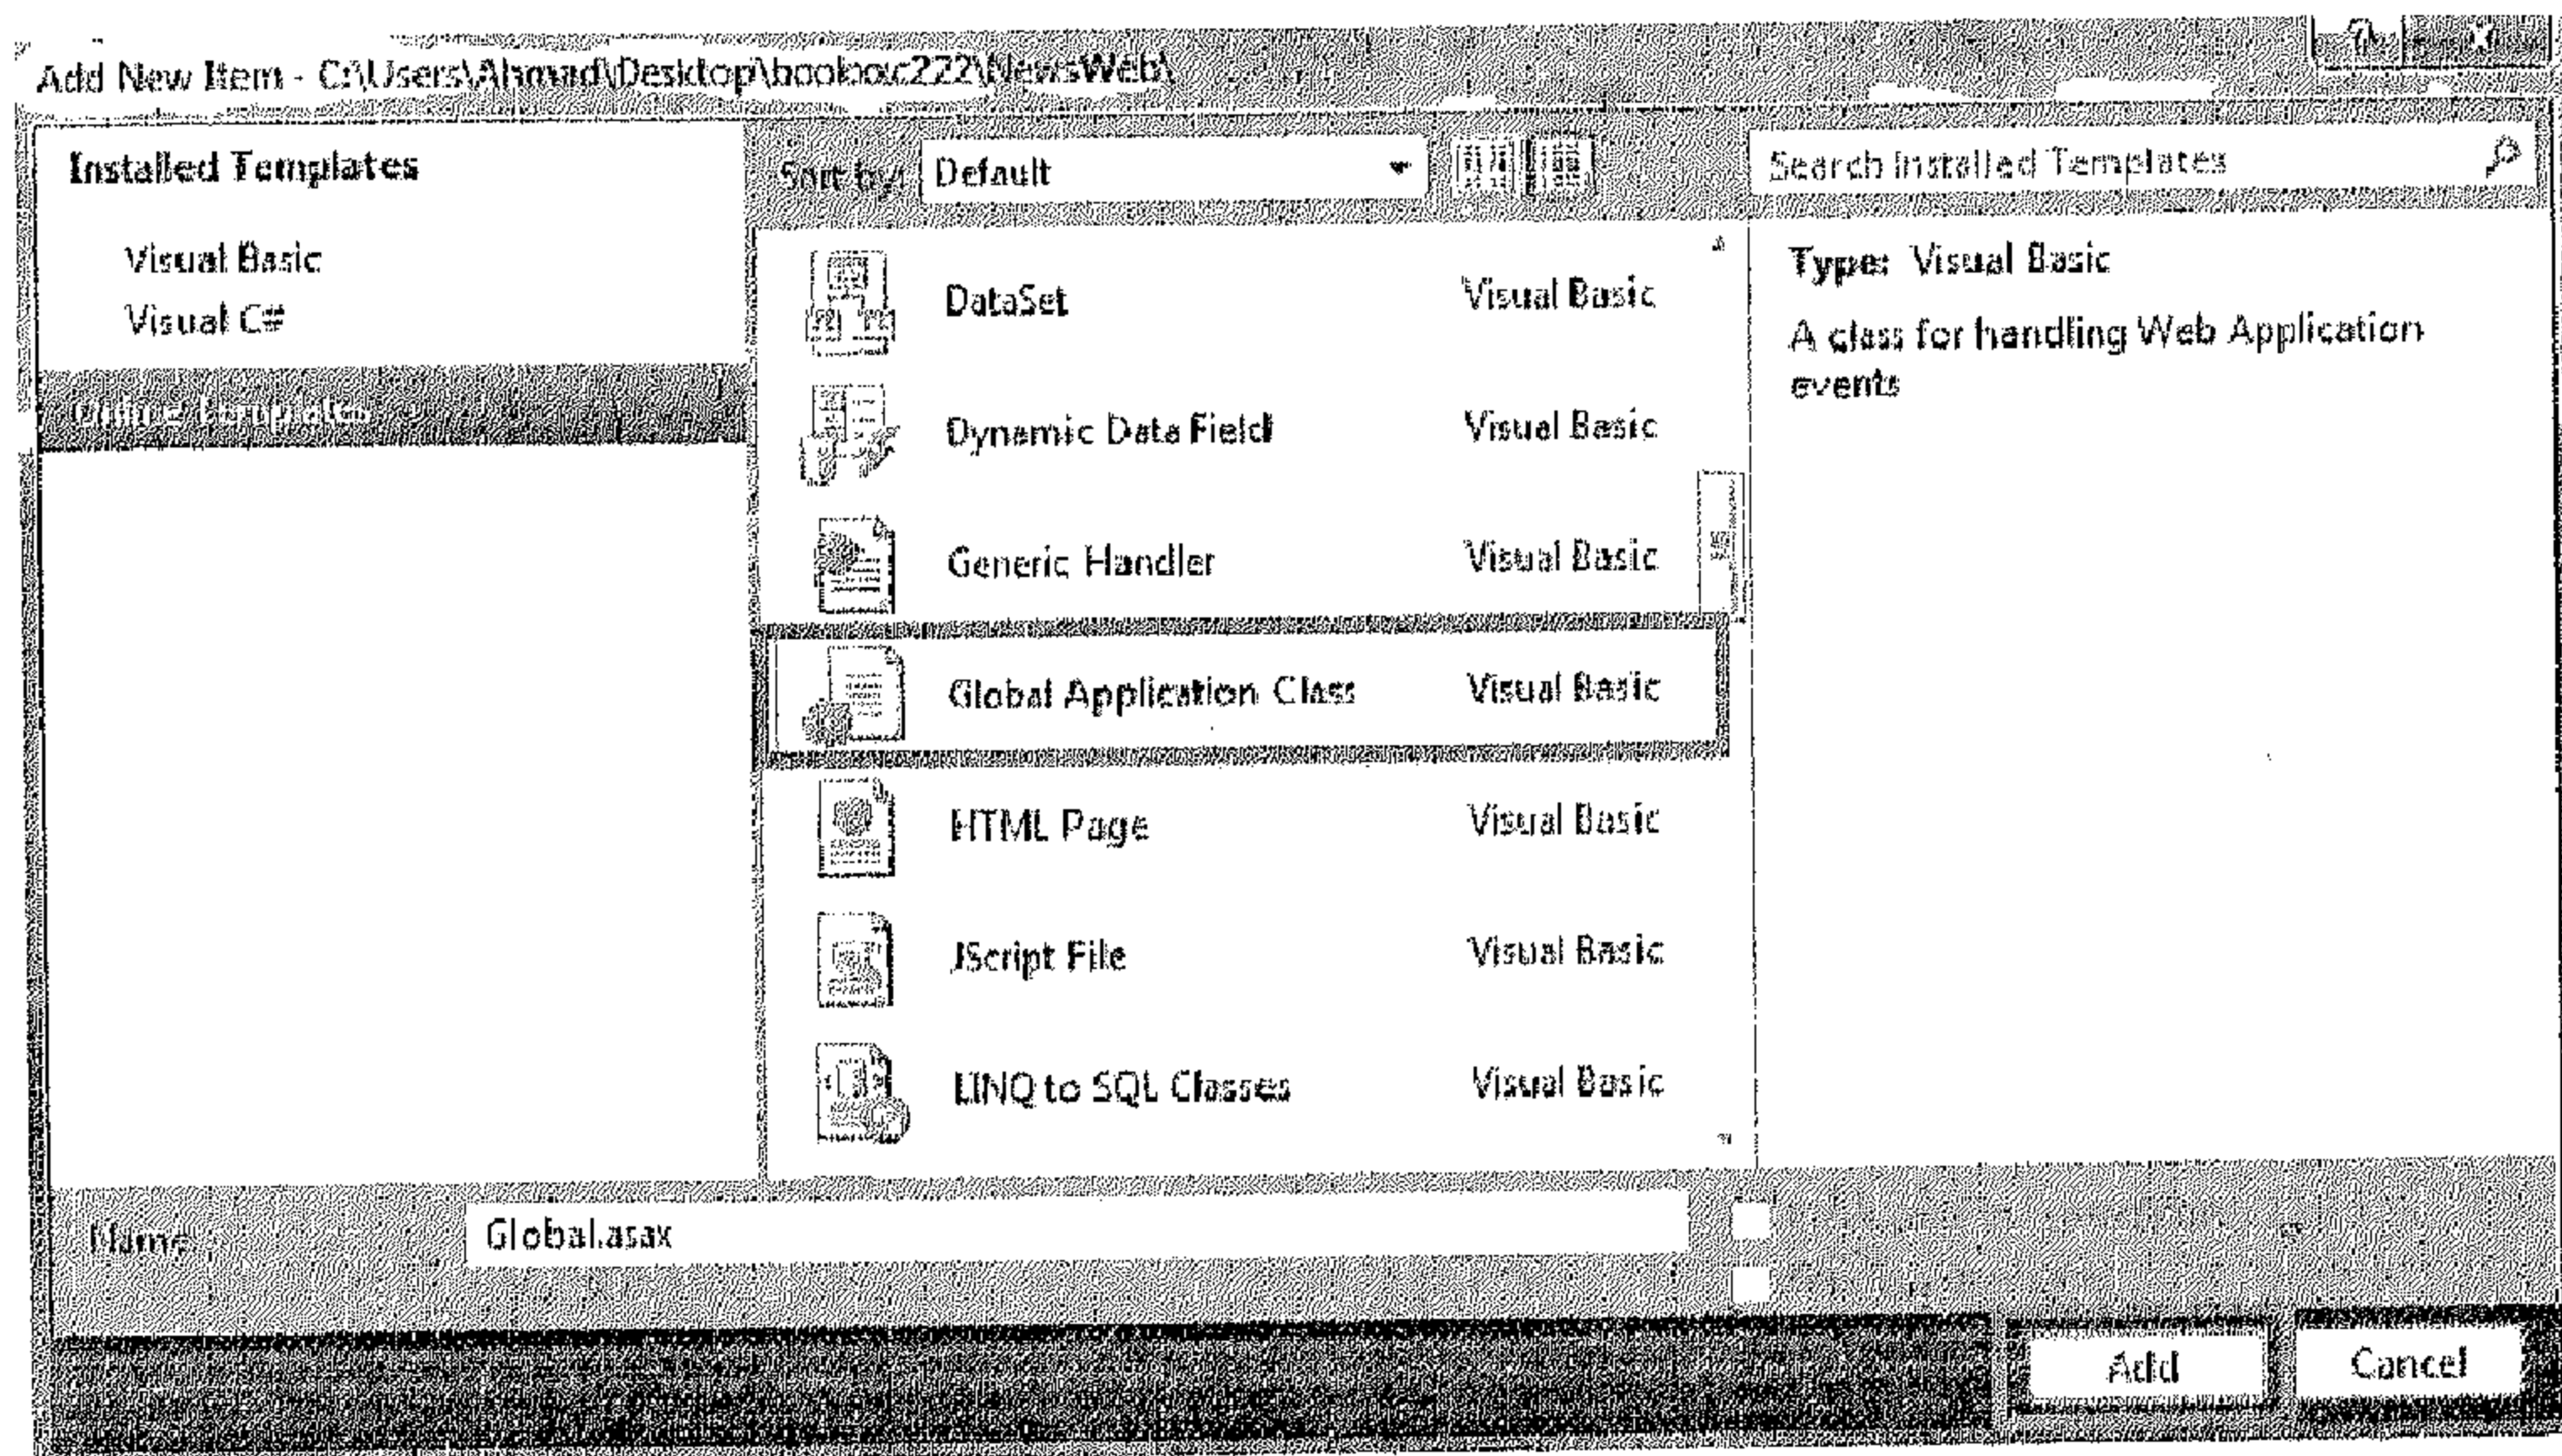 Add New Item - C:\Users\Ahmad\Desktop\ \NewsWeb\
Installed Templates
Visual Basic
Visual C#
Online Templates
Sort by: Default
Search Installed Templates
DataSet Visual Basic
Dynamic Data Field Visual Basic
Generic Handler Visual Basic
Global Application Class Visual Basic
HTML Page Visual Basic
JScript File Visual Basic
LINQ to SQL Classes Visual Basic
Type: Visual Basic
A class for handling Web Application
events
Name: Global.asax
Add
Cancel